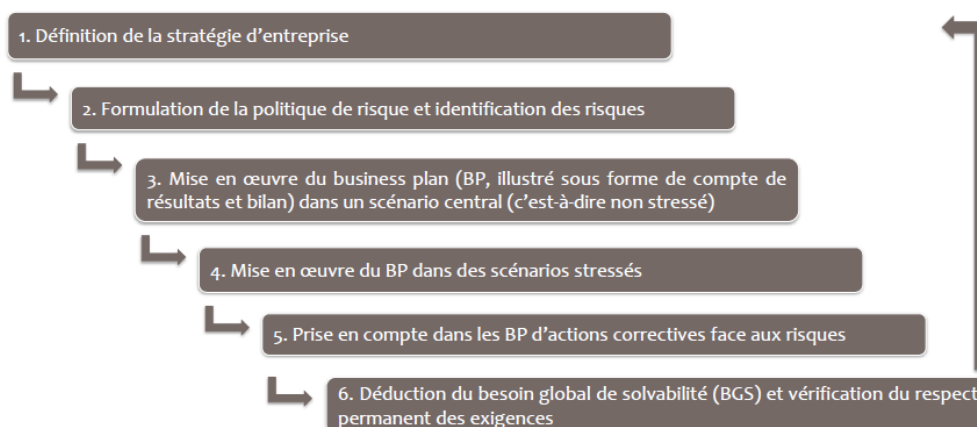 1. Définition de la stratégie d’entreprise
2. Formulation de la politique de risque et identification des risques
3. Mise en œuvre du business plan (BP, illustré sous forme de compte de
résultats et bilan) dans un scénario central (c’est-à-dire non stressé)
4. Mise en œuvre du BP dans des scénarios stressés
5. Prise en compte dans les BP d’actions correctives face aux risques
6. Déduction du besoin global de solvabilité (BGS) et vérification du respect
permanent des exigences